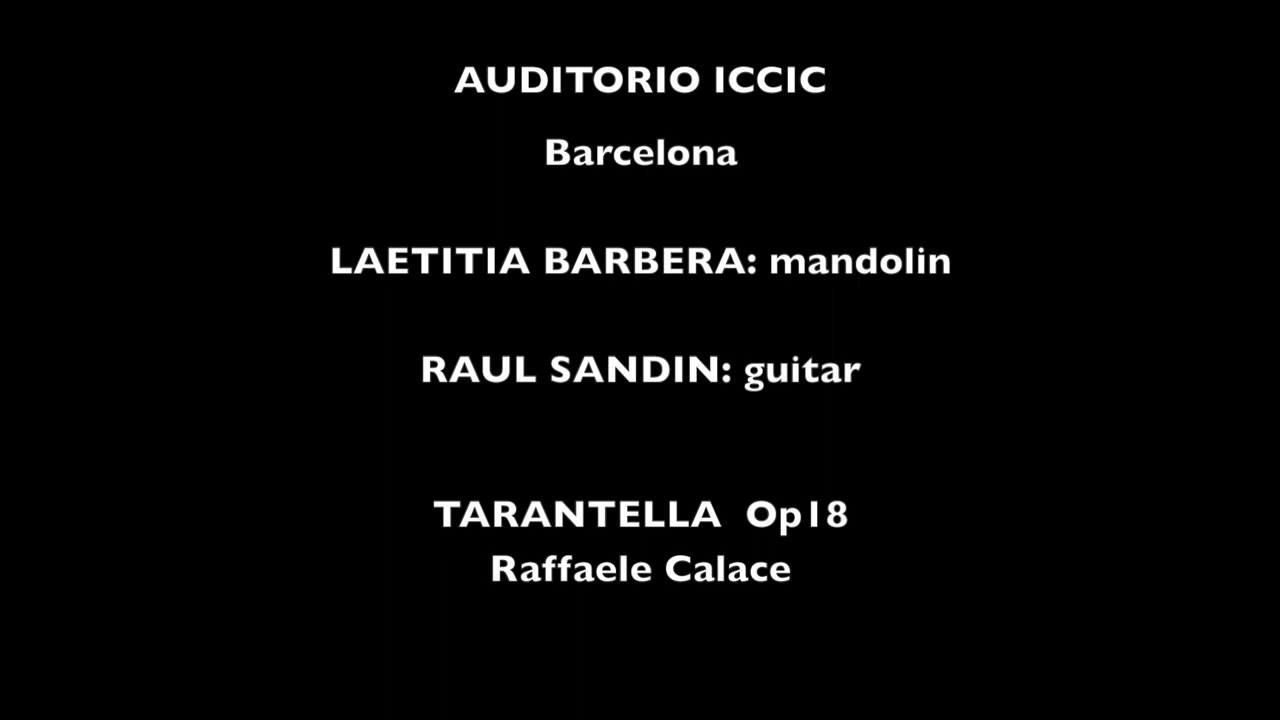 AUDITORIO ICCIC
Barcelona
LAETITIA BARBERA: mandolin
RAUL SANDIN: guitar
TARANTELLA  Op18
Raffaele Calace